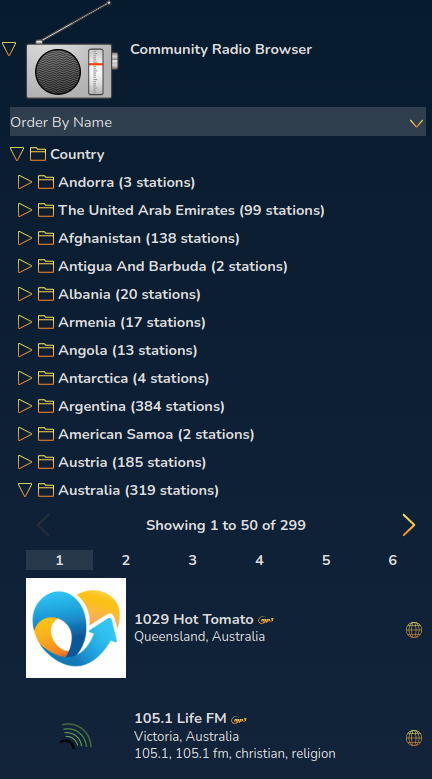 Community Radio Browser
Order By Name
Country
Andorra (3 stations)
The United Arab Emirates (99 stations)
Afghanistan (138 stations)
Antigua And Barbuda (2 stations)
Albania (20 stations)
Armenia (17 stations)
Angola (13 stations)
Antarctica (4 stations)
Argentina (384 stations)
American Samoa (2 stations)
Austria (185 stations)
Australia (319 stations)
Showing 1 to 50 of 299
1 2 3 4 5 6
1029 Hot Tomato mp3
Queensland, Australia
105.1 Life FM mp3
Victoria, Australia
105.1, 105.1 fm, christian, religion